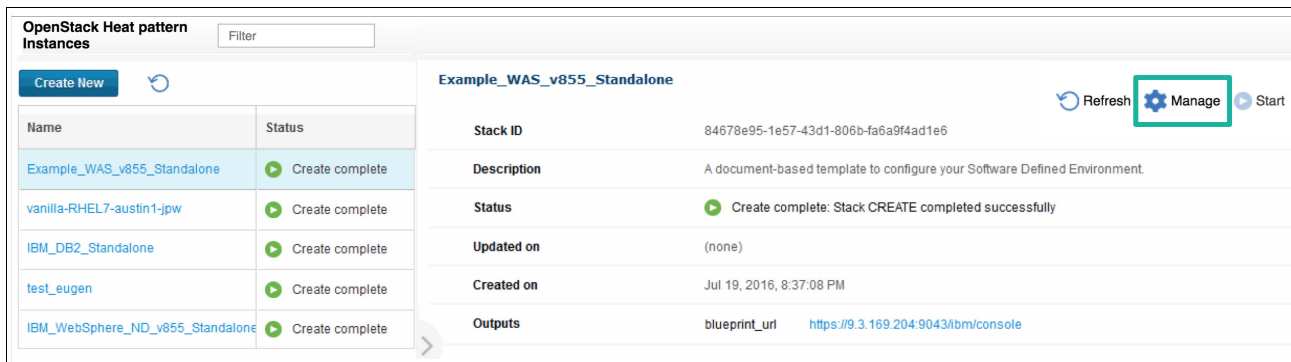 OpenStack Heat pattern
Instances
Filter
Create New
Name Status
Example_WAS_v855_Standalone Create complete
vanilla-RHEL7-austin1-jpw Create complete
IBM_DB2_Standalone Create complete
test_eugen Create complete
IBM_WebSphere_ND_v855_Standalone Create complete
Example_WAS_v855_Standalone
Refresh Manage Start
Stack ID 84678e95-1e57-43d1-806b-fa6a9f4ad1e6
Description A document-based template to configure your Software Defined Environment.
Status Create complete: Stack CREATE completed successfully
Updated on (none)
Created on Jul 19, 2016, 8:37:08 PM
Outputs blueprint_url https://9.3.169.204:9043/ibm/console